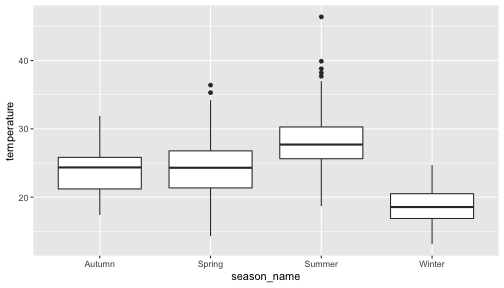 temperature
40
30
20
Autumn
Spring
Summer
Winter
season_name